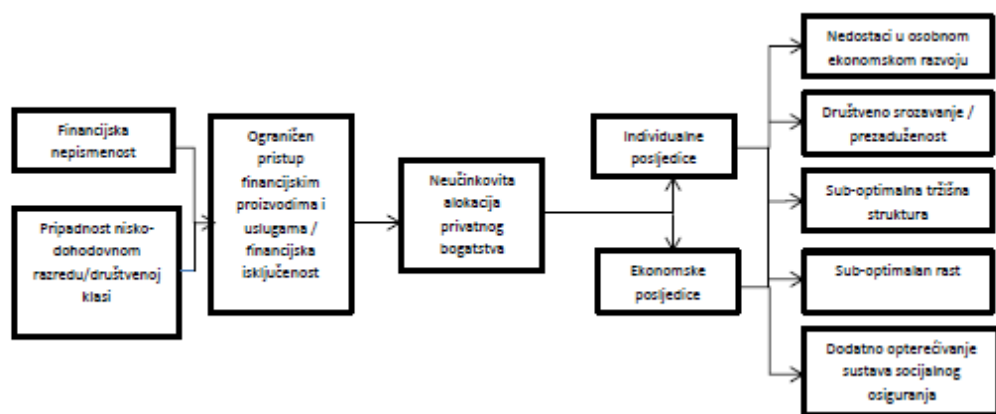 Financijska
nepismenost
Pripadnost nisko-
dohodovnom
razredu/društvenoj
klasi
Ograničen
pristup
financijskim
proizvodima i
uslugama /
financijska
isključenost
Neučinkovita
alokacija
privatnog
bogatstva
Individualne
posljedice
Ekonomske
posljedice
Nedostaci u osobnom
ekonomskom razvoju
Društveno srozavanje /
prezaduženost
Sub-optimalna tržišna
struktura
Sub-optimalan rast
Dodatno opterećivanje
sustava socijalnog
osiguranja